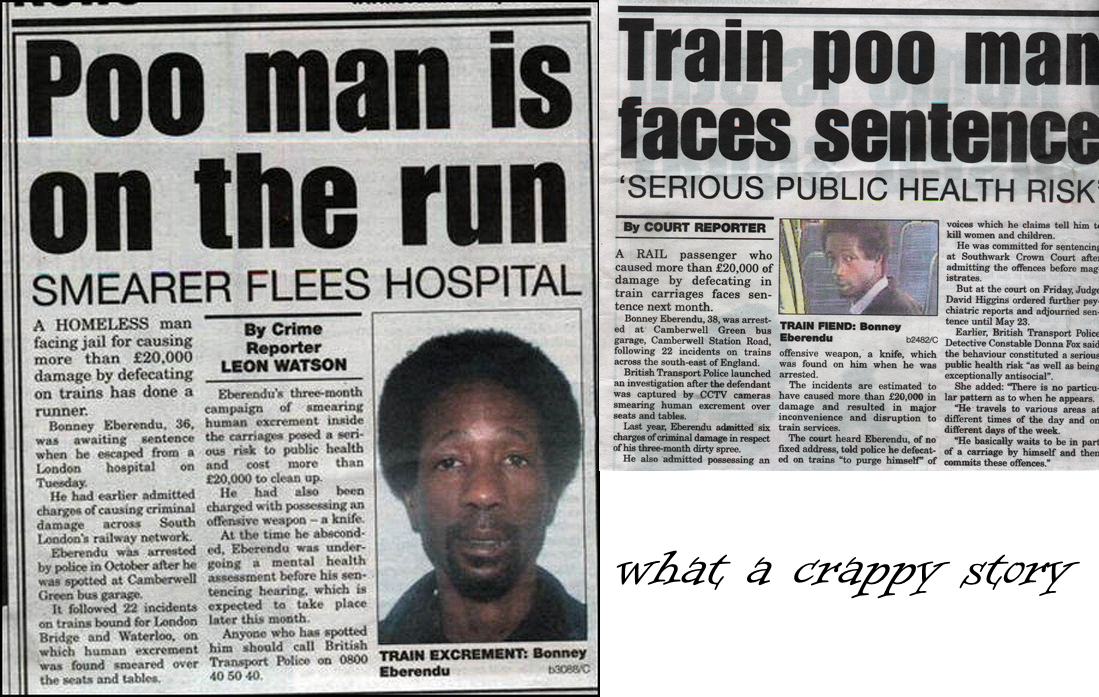 Poo man is
on the run
SMEARER FLEES HOSPITAL
A HOMELESS man
facing jail for causing
more than £20,000
damage by defecating
on trains has done a
runner.
Bonney Eberendu, 36,
was awaiting sentence
when he escaped from a
London hospital on
Tuesday.
He had earlier admitted
charges of causing criminal
damage across South
London's railway network.
Eberendu was arrested
by police in October after he
was spotted at Camberwell
Green bus garage.
It followed 22 incidents
on trains bound for London
Bridge and Waterloo, on
which human excrement
was found smeared over
the seats and tables.
By Crime
Reporter
LEON WATSON
Eberendu's three-month
campaign of smearing
human excrement inside
the carriages posed a seri-
ous risk to public health
and cost more than
£20,000 to clean up.
He had also been
charged with possessing an
offensive weapon – a knife.
At the time he abscond-
ed, Eberendu was under-
going a mental health
assessment before his sen-
tencing hearing, which is
expected to take place
later this month.
Anyone who has spotted
him should call British
Transport Police on 0800
40 50 40.
TRAIN EXCREMENT: Bonney
Eberendu
b3088/C
Train poo man
faces sentence
'SERIOUS PUBLIC HEALTH RISK'
By COURT REPORTER
A RAIL passenger who
caused more than £20,000 of
damage by defecating in
train carriages faces sen-
tence next month.
Bonney Eberendu, 38, was arrest-
ed at Camberwell Green bus
garage, Camberwell Station Road,
following 22 incidents on trains
across the south-east of England.
British Transport Police launched
an investigation after the defendant
was captured by CCTV cameras
smearing human excrement over
seats and tables.
Last year, Eberendu admitted six
charges of criminal damage in respect
of his three-month dirty spree.
He also admitted possessing an
TRAIN FIEND: Bonney
Eberendu
b2482/C
offensive weapon, a knife, which
was found on him when he was
arrested.
The incidents are estimated to
have caused more than £20,000 in
damage and resulted in major
inconvenience and disruption to
train services.
The court heard Eberendu, of no
fixed address, told police he defecat-
ed on trains "to purge himself" of
voices which he claims tell him to
kill women and children.
He was committed for sentencing
at Southwark Crown Court after
admitting the offences before mag-
istrates.
But at the court on Friday, Judge
David Higgins ordered further psy-
chiatric reports and adjourned sen-
tence until May 23.
Earlier, British Transport Police
Detective Constable Donna Fox said
the behaviour constituted a serious
public health risk "as well as being
exceptionally antisocial".
She added: "There is no particu-
lar pattern as to when he appears.
"He travels to various areas at
different times of the day and on
different days of the week.
"He basically waits to be in part
of a carriage by himself and then
commits these offences."
what a crappy story